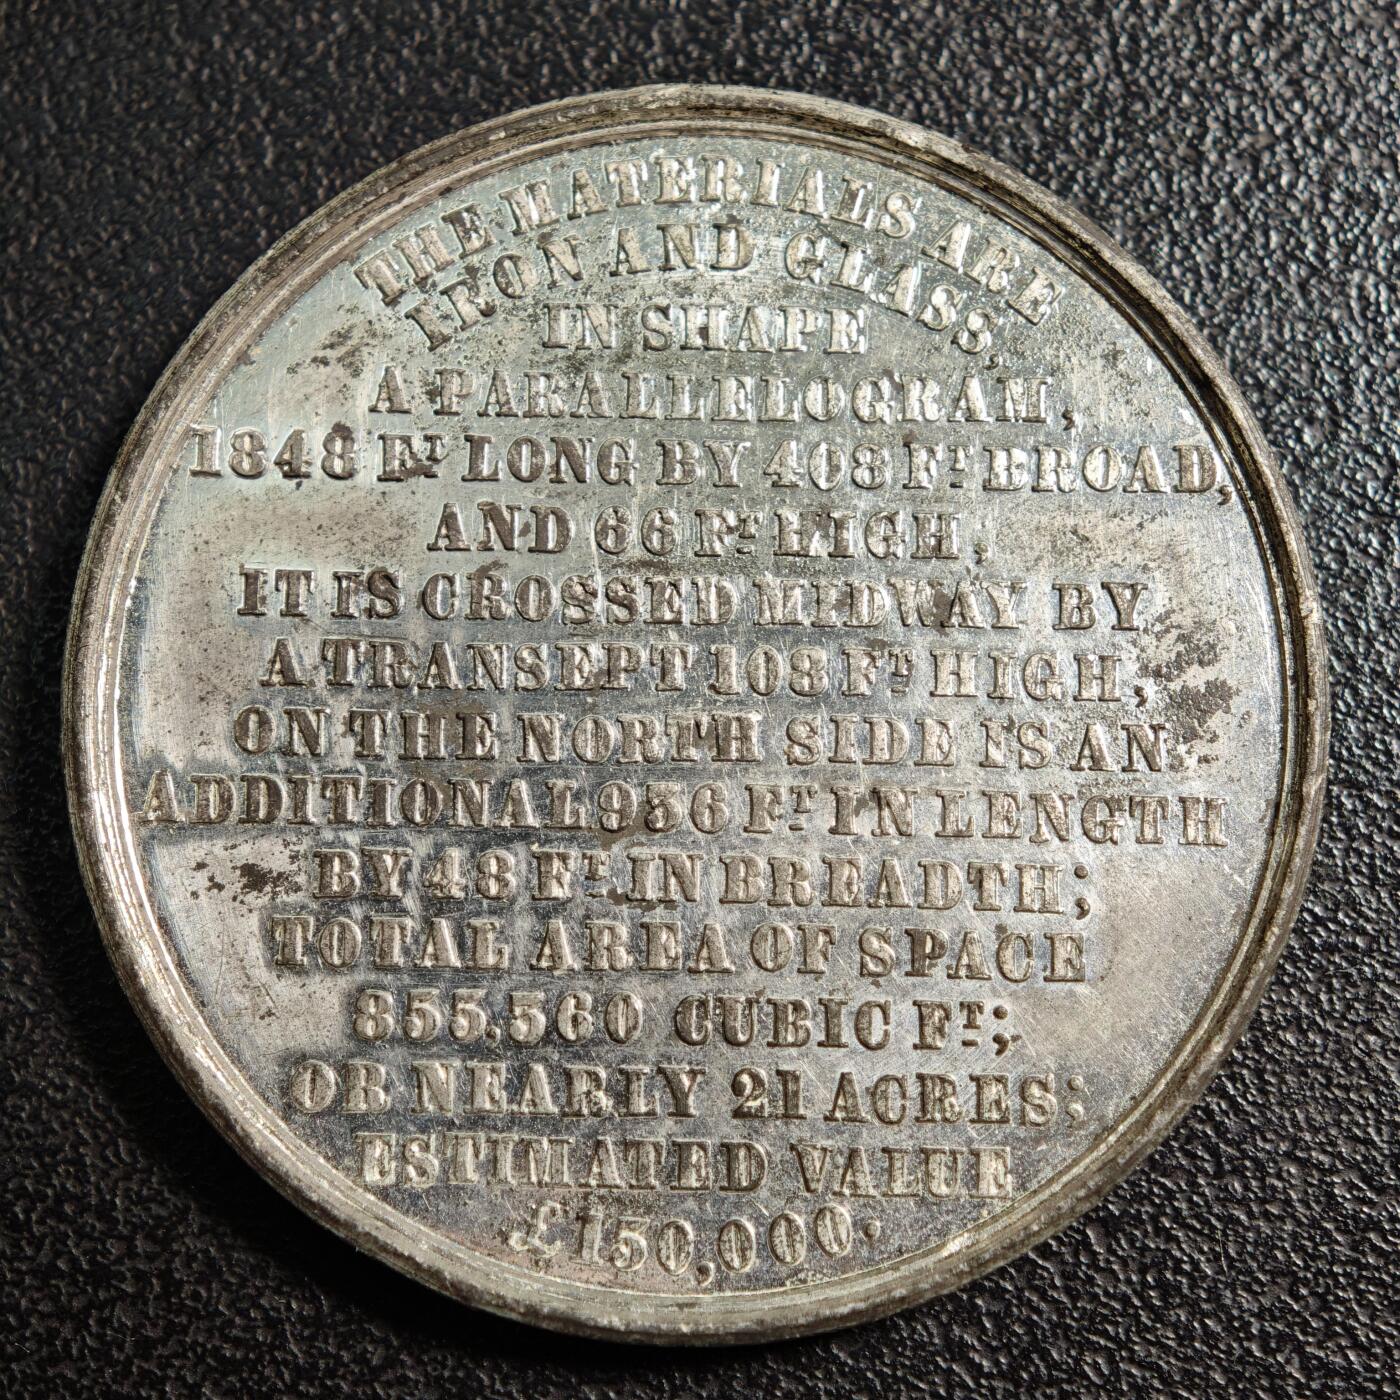 THE MATERIALS ARE
IRON AND GLASS,
IN SHAPE
A PARALLELOGRAM,
1848 FT LONG BY 408 FT BROAD,
AND 66 FT HIGH;
IT IS CROSSED MIDWAY BY
A TRANSEPT 108 FT HIGH,
ON THE NORTH SIDE IS AN
ADDITIONAL 936 FT IN LENGTH
BY 48 FT IN BREADTH;
TOTAL AREA OF SPACE
855,360 CUBIC FT;
OR NEARLY 21 ACRES;
ESTIMATED VALUE
£150,000.